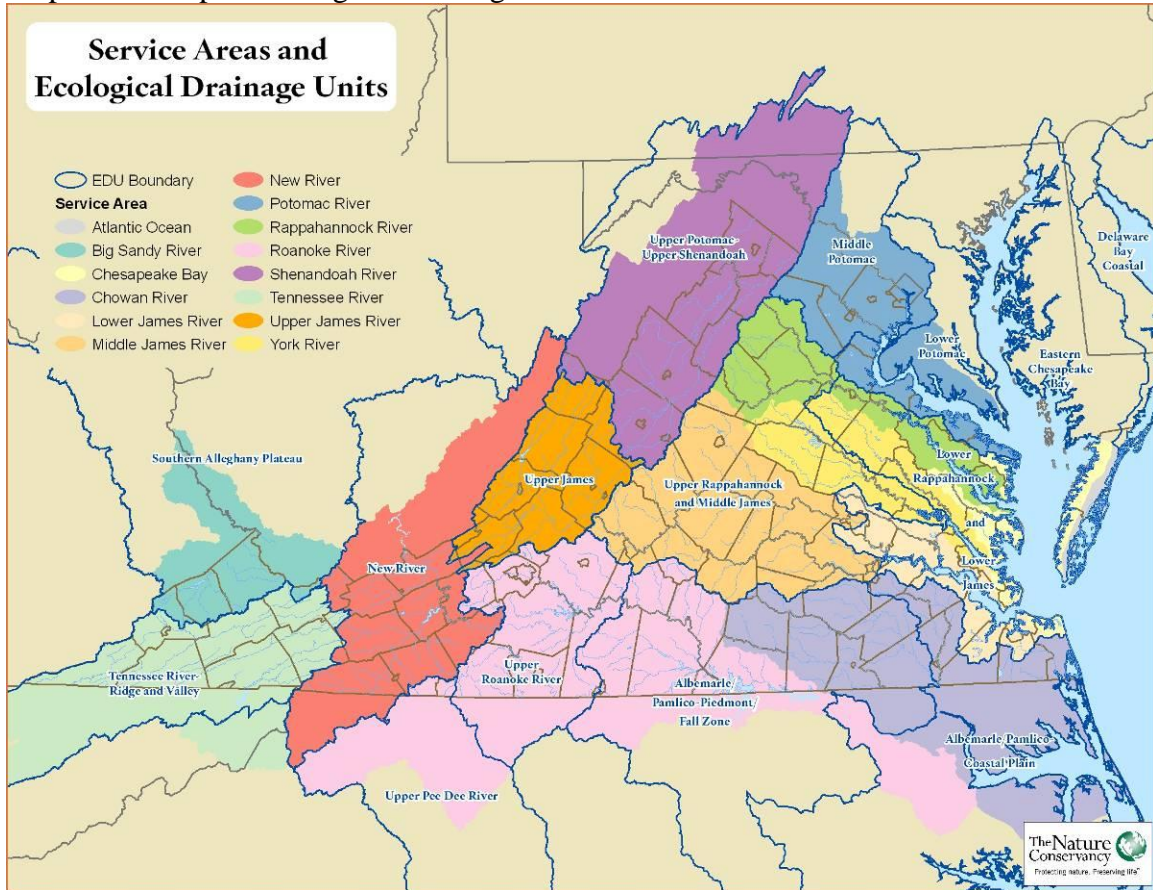 Service Areas and
Ecological Drainage Units
EDU Boundary
Service Area
Atlantic Ocean
Big Sandy River
Chesapeake Bay
Chowan River
Lower James River
Middle James River
New River
Potomac River
Rappahannock River
Roanoke River
Shenandoah River
Tennessee River
Upper James River
York River
Upper Potomac-
Upper Shenandoah
Middle
Potomac
Delaware
Bay
Coastal
Lower
Potomac
Eastern
Chesapeake
Bay
Southern Alleghany Plateau
Upper James
Upper Rappahannock
and Middle James
Lower
Rappahannock
and
Lower
James
New River
Tennessee River-
Ridge and Valley
Upper
Roanoke River
Albemarle/
Pamlico-Piedmont/
Fall Zone
Albemarle/Pamlico-
Coastal Plain
Upper Pee Dee River
The Nature
Conservancy
Protecting nature. Preserving life™